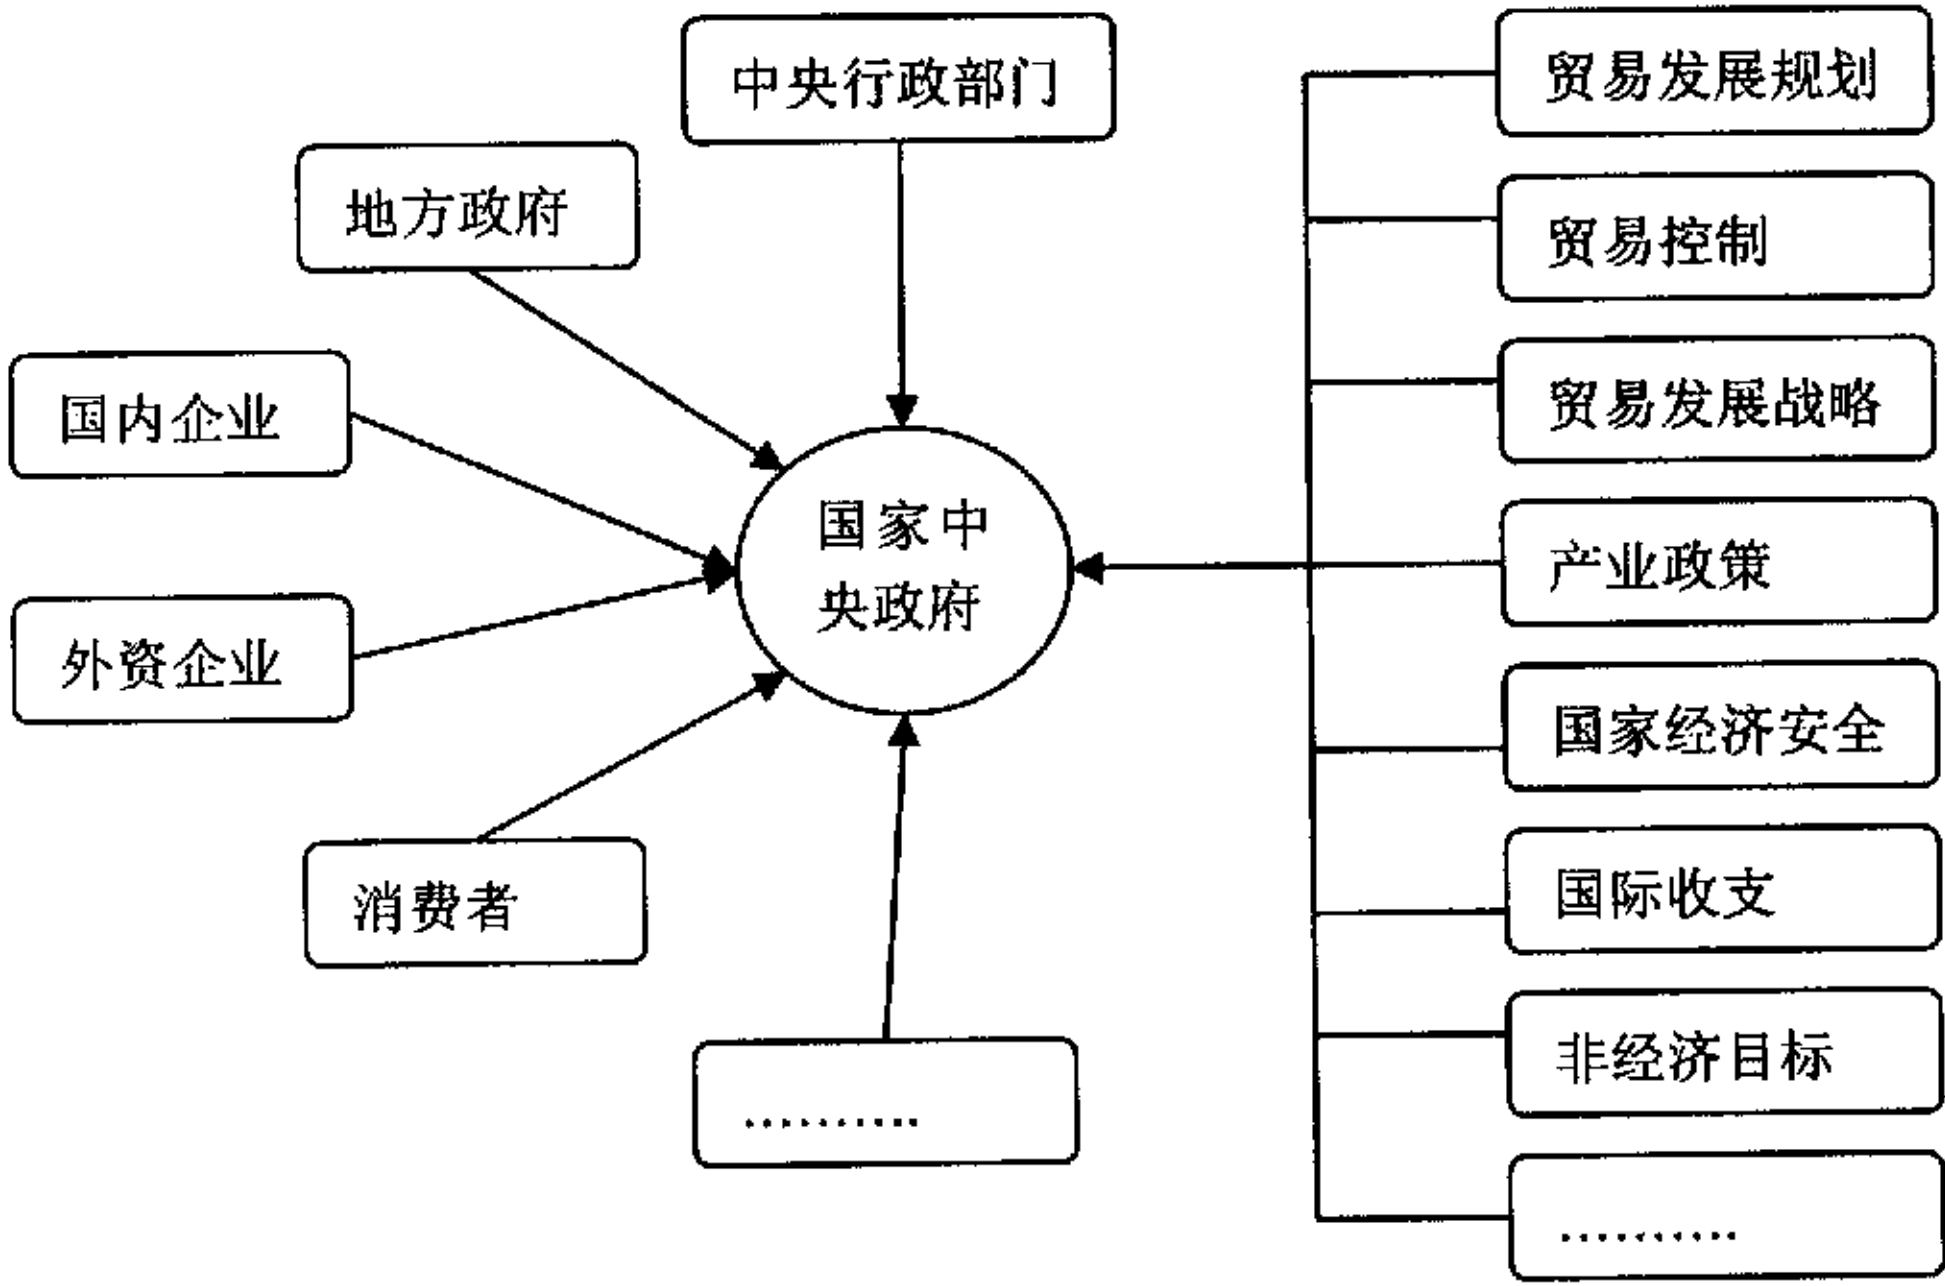 中央行政部门
地方政府
国内企业
外资企业
消费者
..........
国家中
央政府
贸易发展规划
贸易控制
贸易发展战略
产业政策
国家经济安全
国际收支
非经济目标
..........